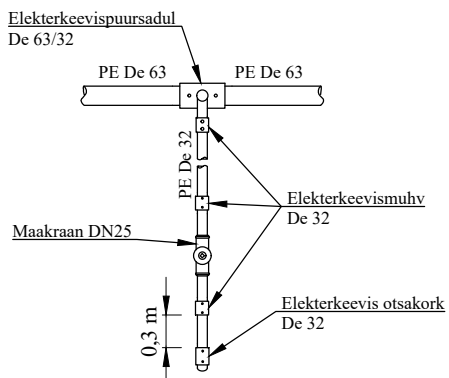 Elekterkeevispuursadul
De 63/32
PE De 63
PE De 63
PE De 32
Elekterkeevismuhv
De 32
Maakraan DN25
Elekterkeevis otsakork
De 32
0,3 m